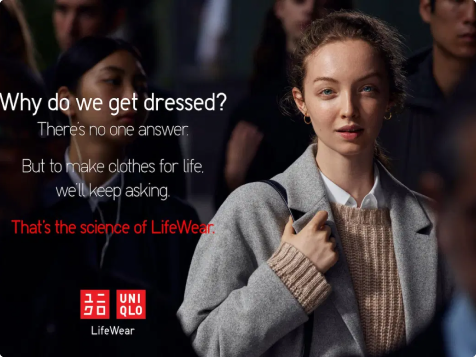 Why do we get dressed?
There's no one answer.
But to make clothes for life,
we'll keep asking.
That's the science of LifeWear.
ユニ
クロ
UNI
QLO
LifeWear